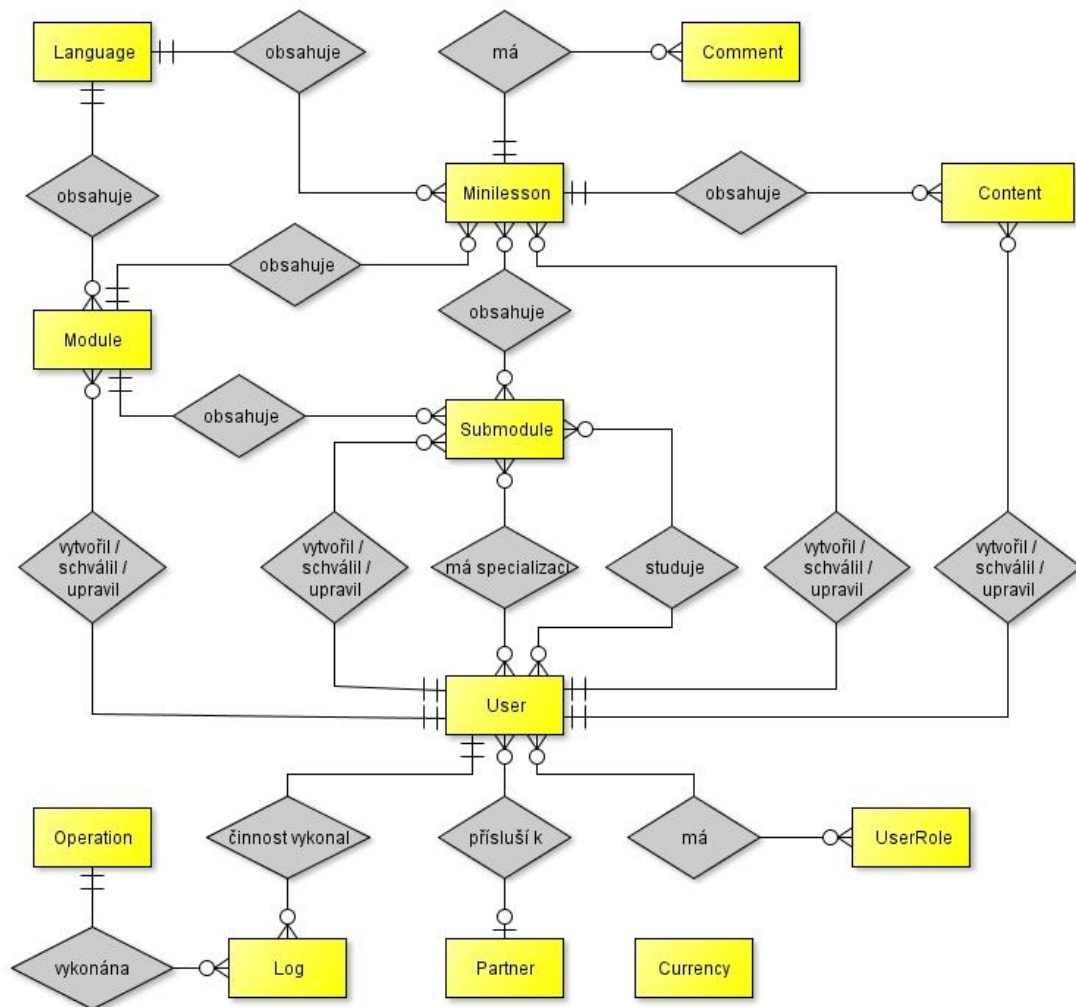 Language
obsahuje
má
Comment
obsahuje
Minilesson
obsahuje
Content
obsahuje
obsahuje
Module
obsahuje
Submodule
vytvořil /
schválil /
upravil
vytvořil /
schválil /
upravil
má specializaci
studuje
vytvořil /
schválil /
upravil
vytvořil /
schválil /
upravil
User
Operation
činnost vykonal
přísluší k
má
UserRole
vykonána
Log
Partner
Currency